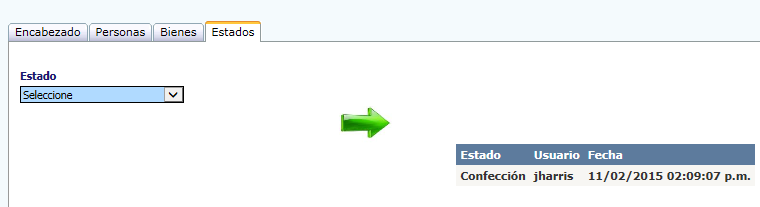 Encabezado Personas Bienes Estados
Estado
Seleccione
Estado Usuario Fecha
Confección jharris 11/02/2015 02:09:07 p.m.